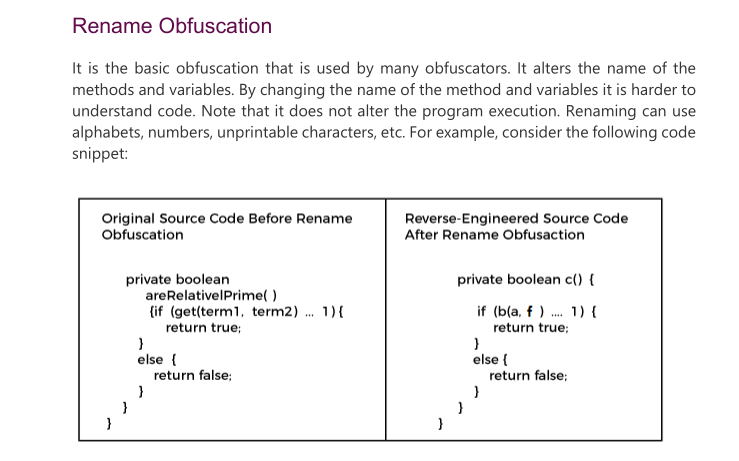 Rename Obfuscation
It is the basic obfuscation that is used by many obfuscators. It alters the name of the
methods and variables. By changing the name of the method and variables it is harder to
understand code. Note that it does not alter the program execution. Renaming can use
alphabets, numbers, unprintable characters, etc. For example, consider the following code
snippet:
Original Source Code Before Rename
Obfuscation
private boolean
areRelativelPrime( )
{if (get(term1, term2) ... 1){
return true;
}
else {
return false;
}
}
}
Reverse-Engineered Source Code
After Rename Obfusaction
private boolean c() {
if (b(a, f ) .... 1) {
return true;
}
else {
return false;
}
}
}